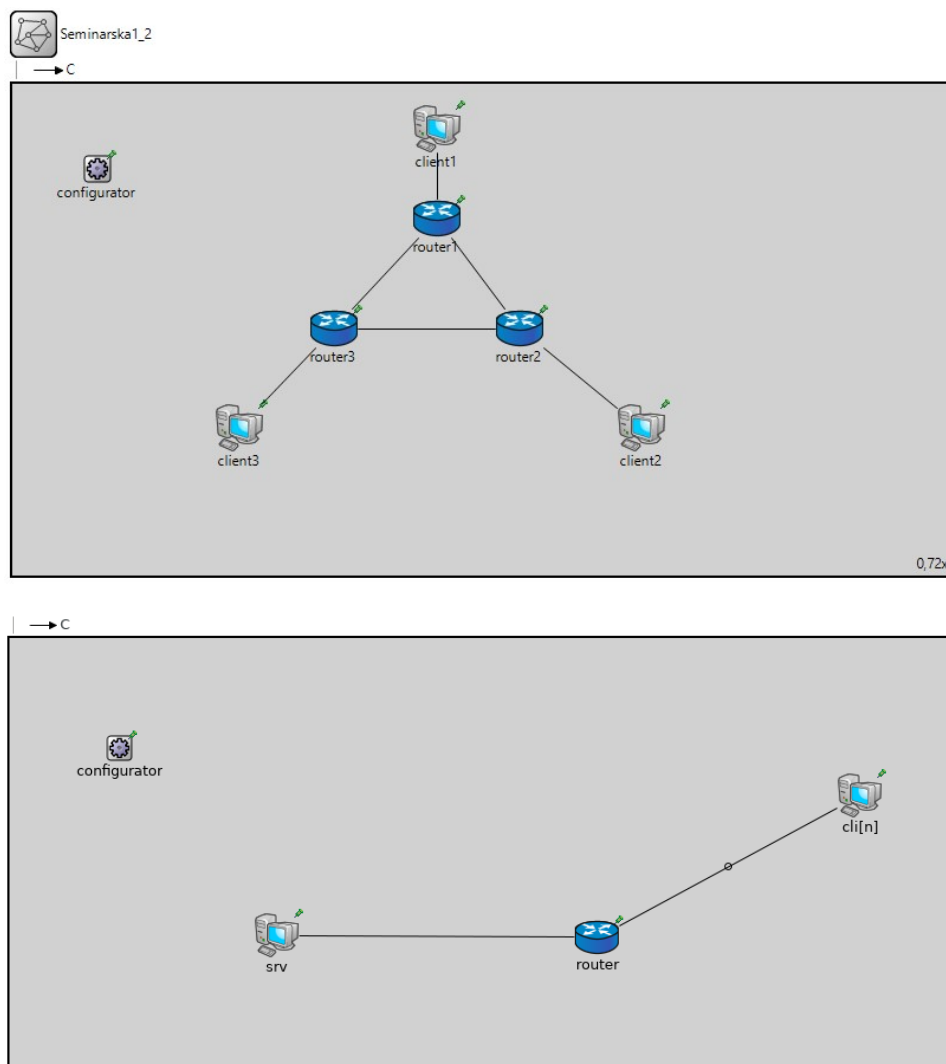 Seminarska1_2
C
client1
configurator
router1
router3
router2
client3
client2
0,72x
C
configurator
cli[n]
srv
router